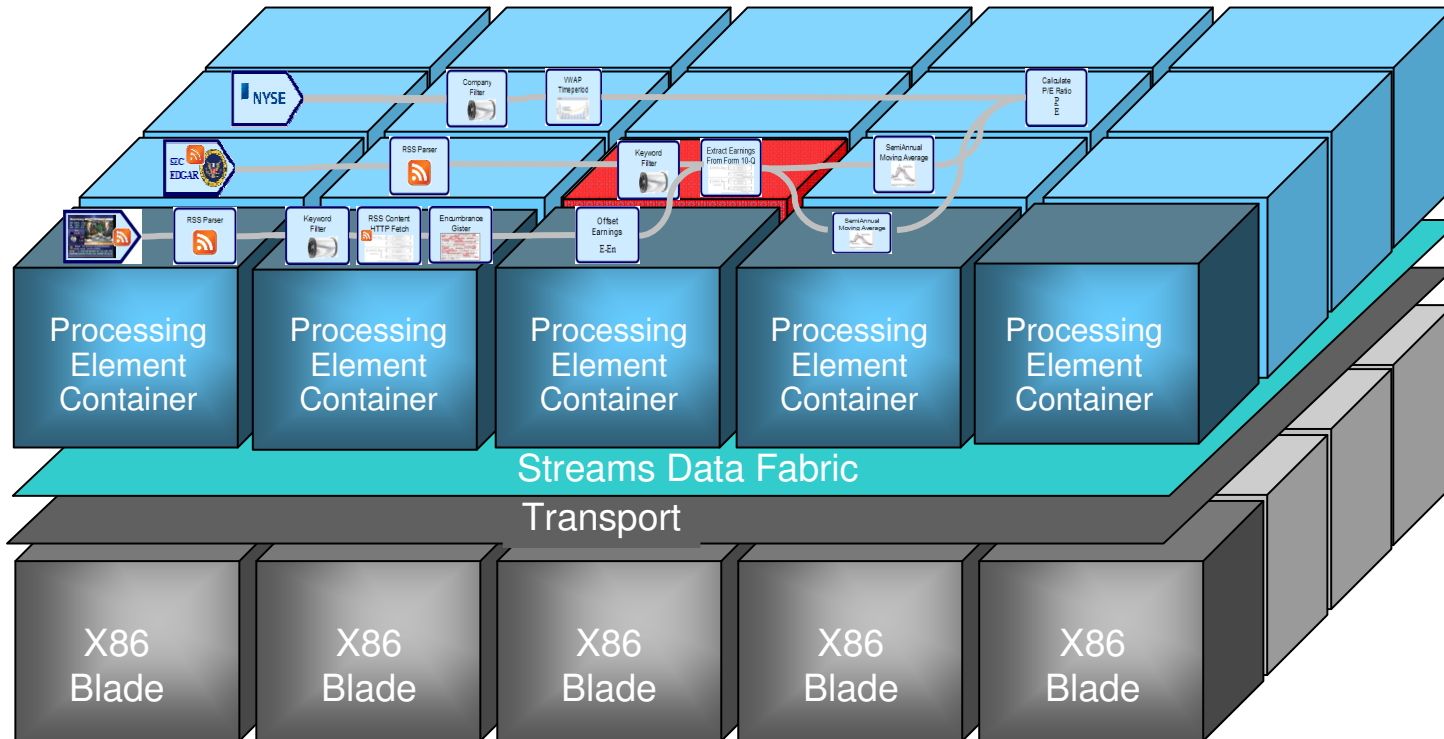 NYSE
Company
Filter
VWAP
Timeperiod
Calculate
P/E Ratio
P
E
SEC
EDGAR
RSS Parser
Keyword
Filter
Extract Earnings
From Form 10-Q
SemiAnnual
Moving Average
RSS Parser
Keyword
Filter
RSS Content
HTTP Fetch
Encumbrance
Gister
Offset
Earnings
E-En
SemiAnnual
Moving Average
Processing
Element
Container
Processing
Element
Container
Processing
Element
Container
Processing
Element
Container
Processing
Element
Container
Streams Data Fabric
Transport
X86
Blade
X86
Blade
X86
Blade
X86
Blade
X86
Blade